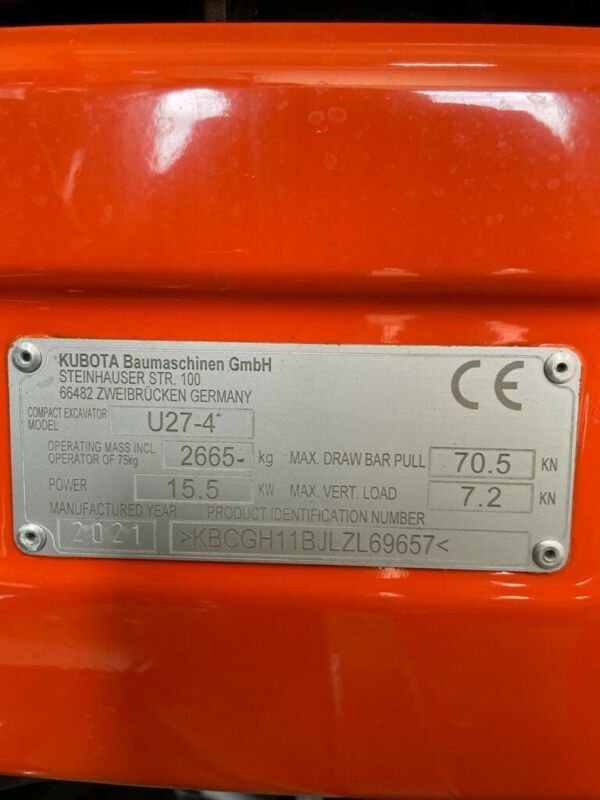 KUBOTA Baumaschinen GmbH
STEINHAUSER STR. 100
66482 ZWEIBRÜCKEN GERMANY
CE
COMPACT EXCAVATOR
MODEL U27-4*
OPERATING MASS INCL.
OPERATOR OF 75kg 2665- kg MAX. DRAW BAR PULL 70.5 KN
POWER 15.5 KW MAX. VERT. LOAD 7.2 KN
MANUFACTURED YEAR PRODUCT IDENTIFICATION NUMBER
2021 >KBCGH11BJLZL69657<